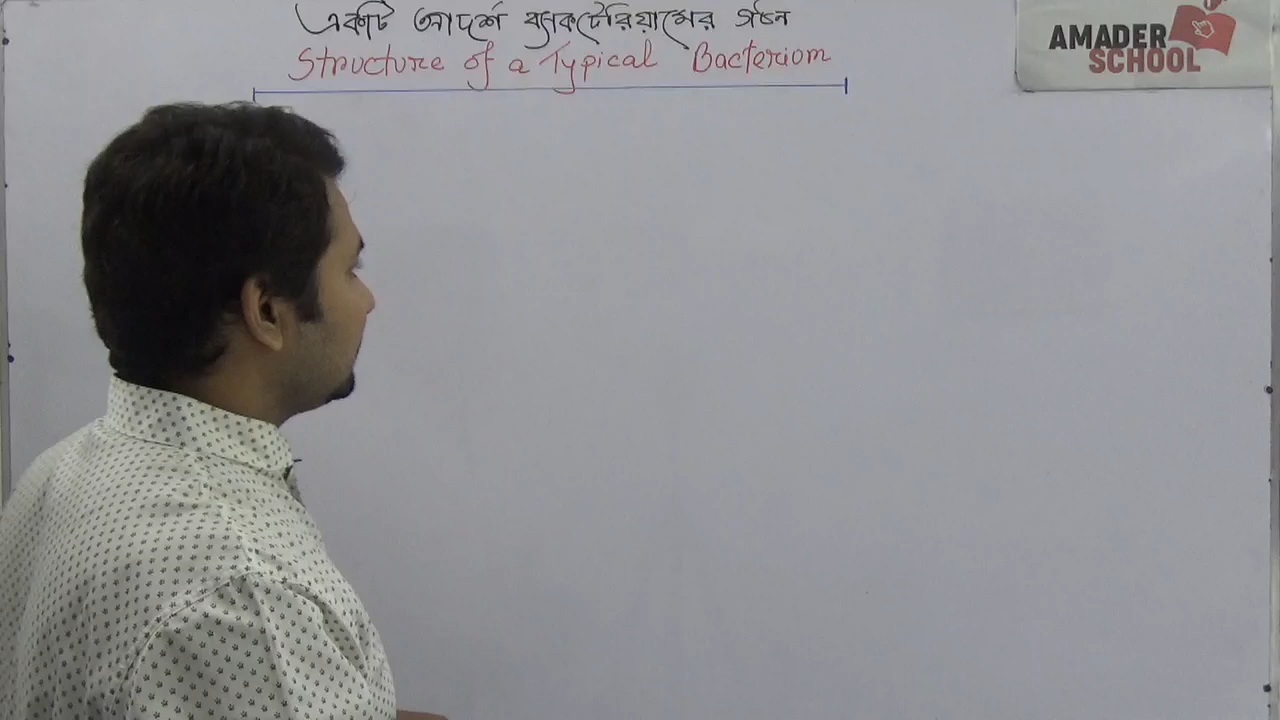 একটি আদর্শ ব্যাকটেরিয়ামের গঠন
Structure of a Typical Bacteriom
AMADER
SCHOOL